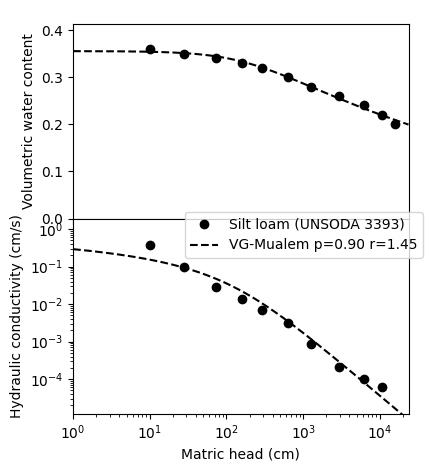 0.4
0.3
0.2
0.1
0.0
Volumetric water content
Silt loam (UNSODA 3393)
VG-Mualem p=0.90 r=1.45
10⁰
10⁻¹
10⁻²
10⁻³
10⁻⁴
Hydraulic conductivity (cm/s)
10⁰ 10¹ 10² 10³ 10⁴
Matric head (cm)